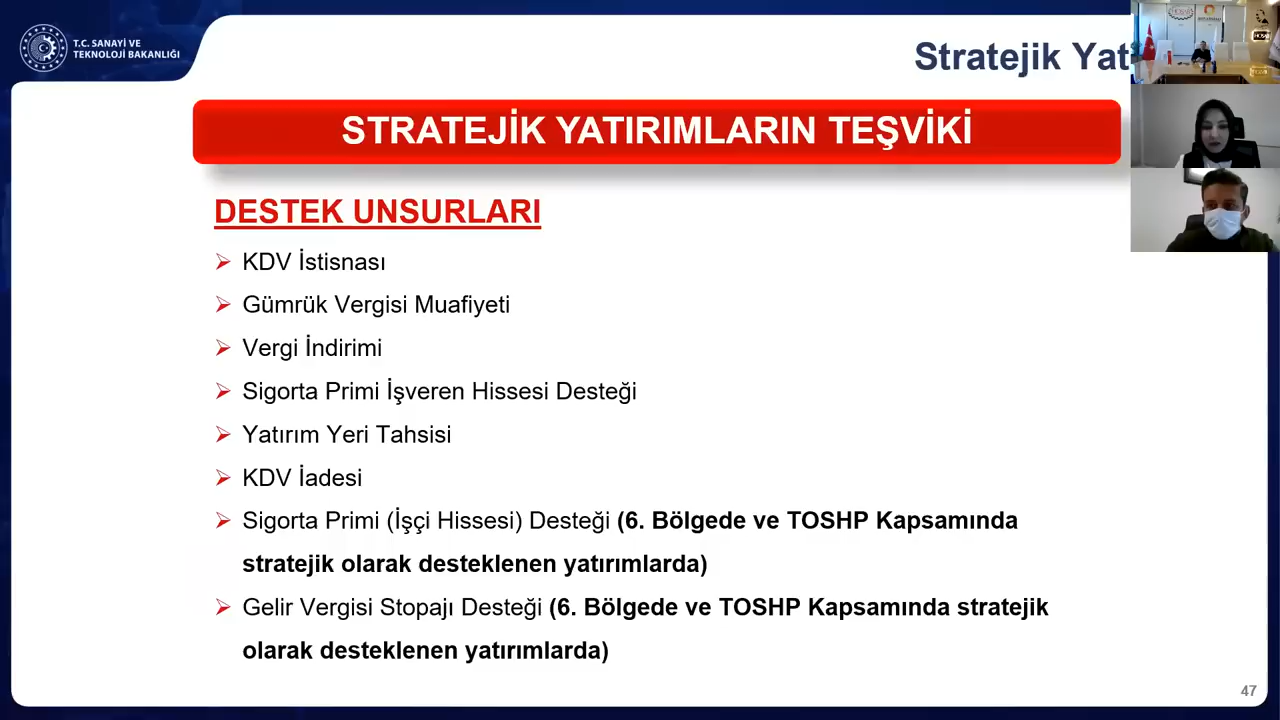 T.C. SANAYİ VE
TEKNOLOJİ BAKANLIĞI
Stratejik
STRATEJİK YATIRIMLARIN TEŞVİKİ
DESTEK UNSURLARI
KDV İstisnası
Gümrük Vergisi Muafiyeti
Vergi İndirimi
Sigorta Primi İşveren Hissesi Desteği
Yatırım Yeri Tahsisi
KDV İadesi
Sigorta Primi (İşçi Hissesi) Desteği (6. Bölgede ve TOSHP Kapsamında
stratejik olarak desteklenen yatırımlarda)
Gelir Vergisi Stopajı Desteği (6. Bölgede ve TOSHP Kapsamında stratejik
olarak desteklenen yatırımlarda)
47